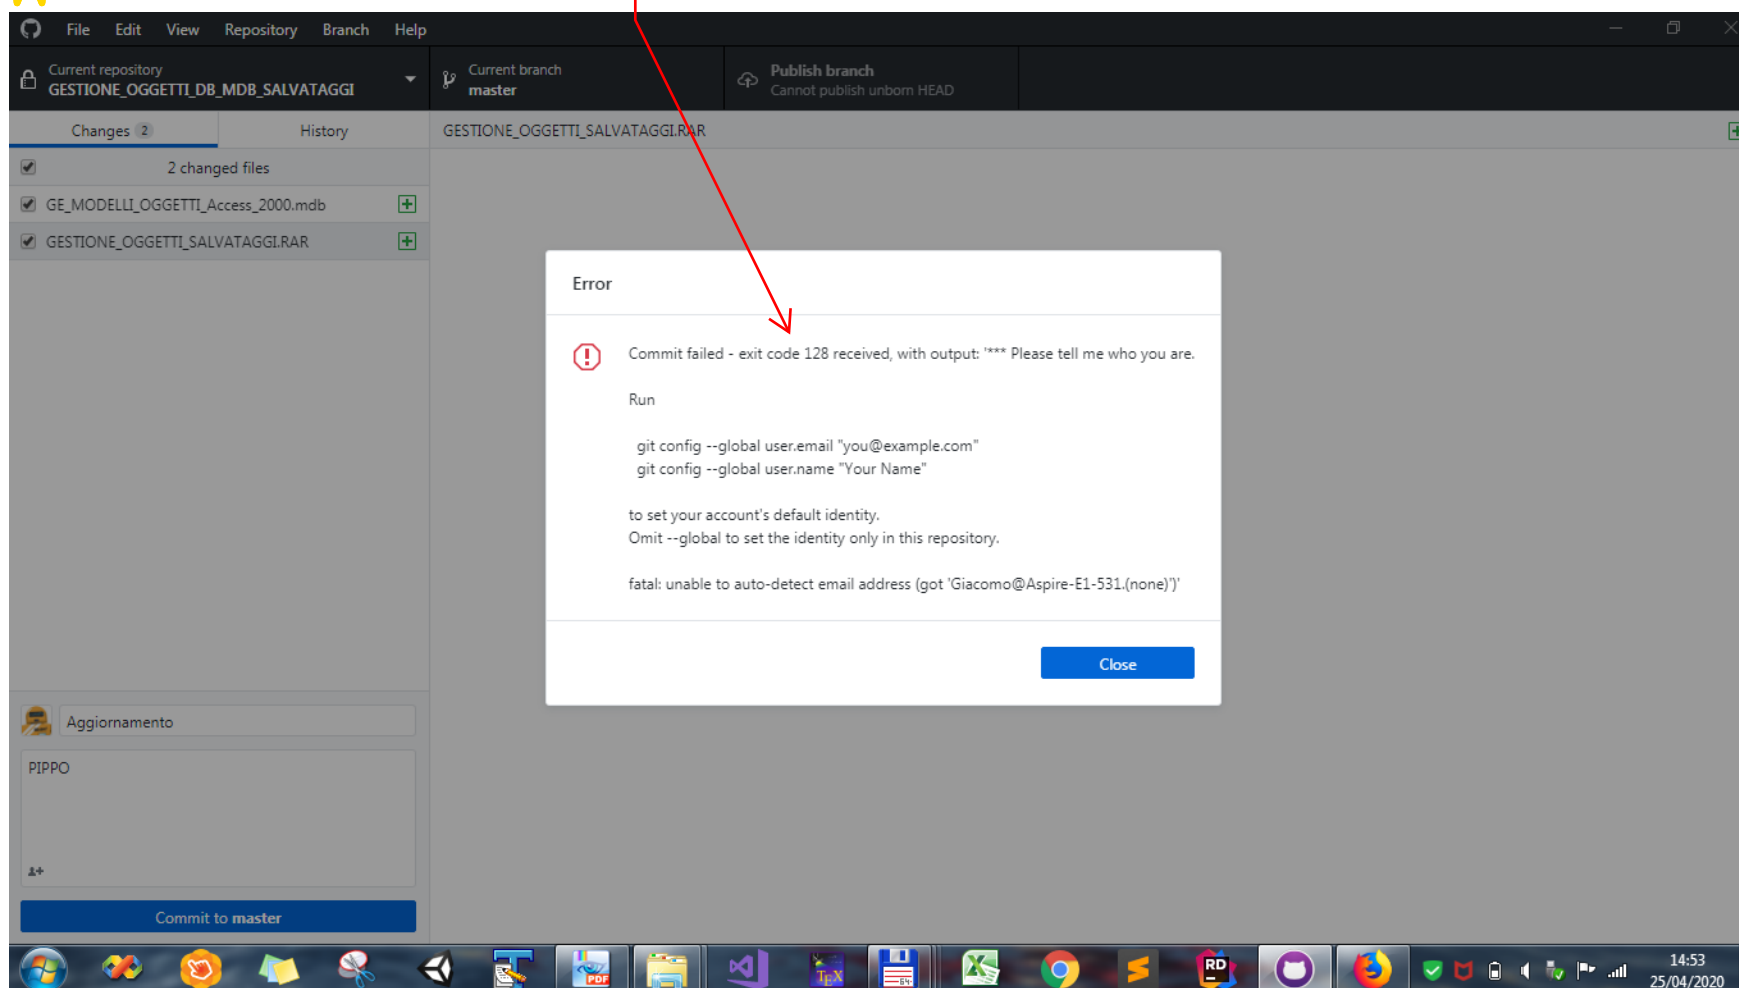 File Edit View Repository Branch Help
Current repository
GESTIONE_OGGETTI_DB_MDB_SALVATAGGI
Current branch
master
Publish branch
Cannot publish unborn HEAD
Changes 2 History
GESTIONE_OGGETTI_SALVATAGGI.RAR
2 changed files
GE_MODELLI_OGGETTI_Access_2000.mdb
GESTIONE_OGGETTI_SALVATAGGI.RAR
Error
Commit failed - exit code 128 received, with output: '*** Please tell me who you are.
Run
git config --global user.email "you@example.com"
git config --global user.name "Your Name"
to set your account's default identity.
Omit --global to set the identity only in this repository.
fatal: unable to auto-detect email address (got 'Giacomo@Aspire-E1-531.(none)')'
Close
Aggiornamento
PIPPO
Commit to master
PDF
TEX
64
RD
14:53
25/04/2020